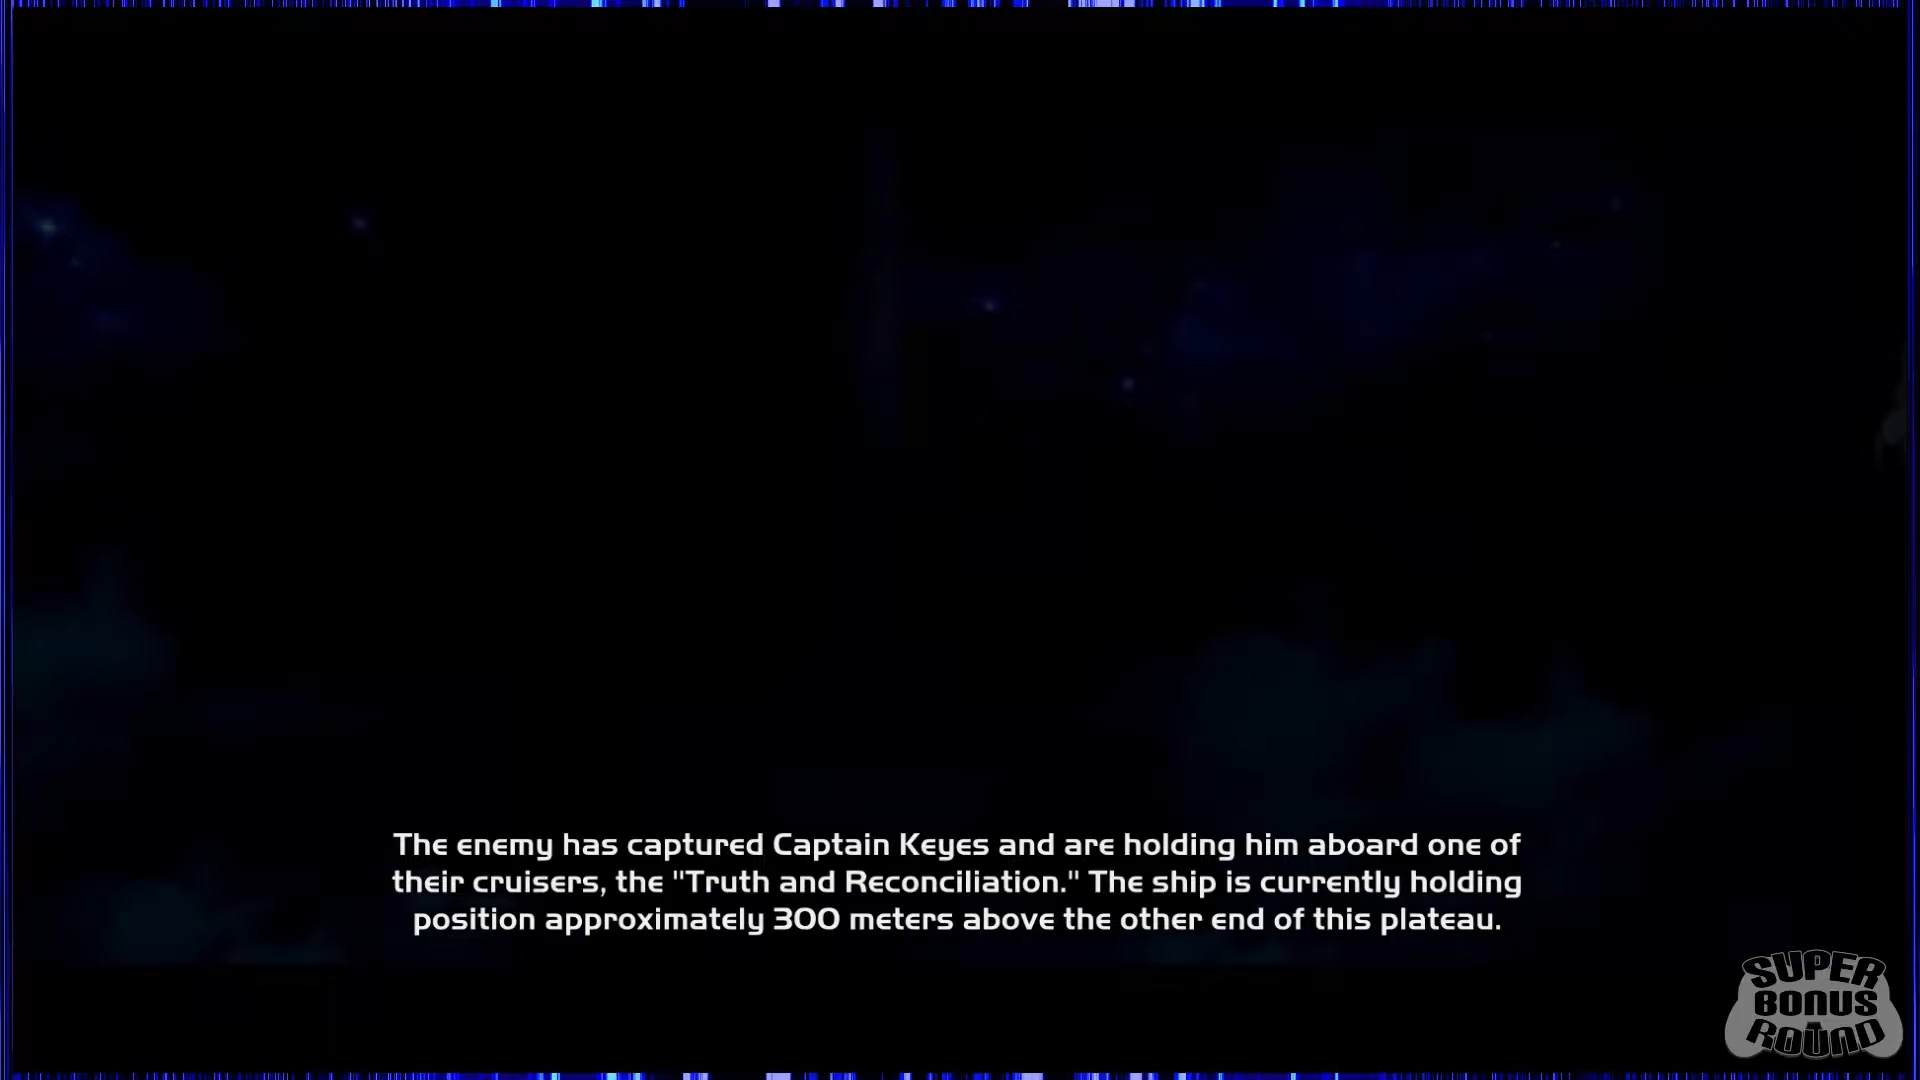 The enemy has captured Captain Keyes and are holding him aboard one of
their cruisers, the "Truth and Reconciliation." The ship is currently holding
position approximately 300 meters above the other end of this plateau.
SUPER
BONUS
ROUND